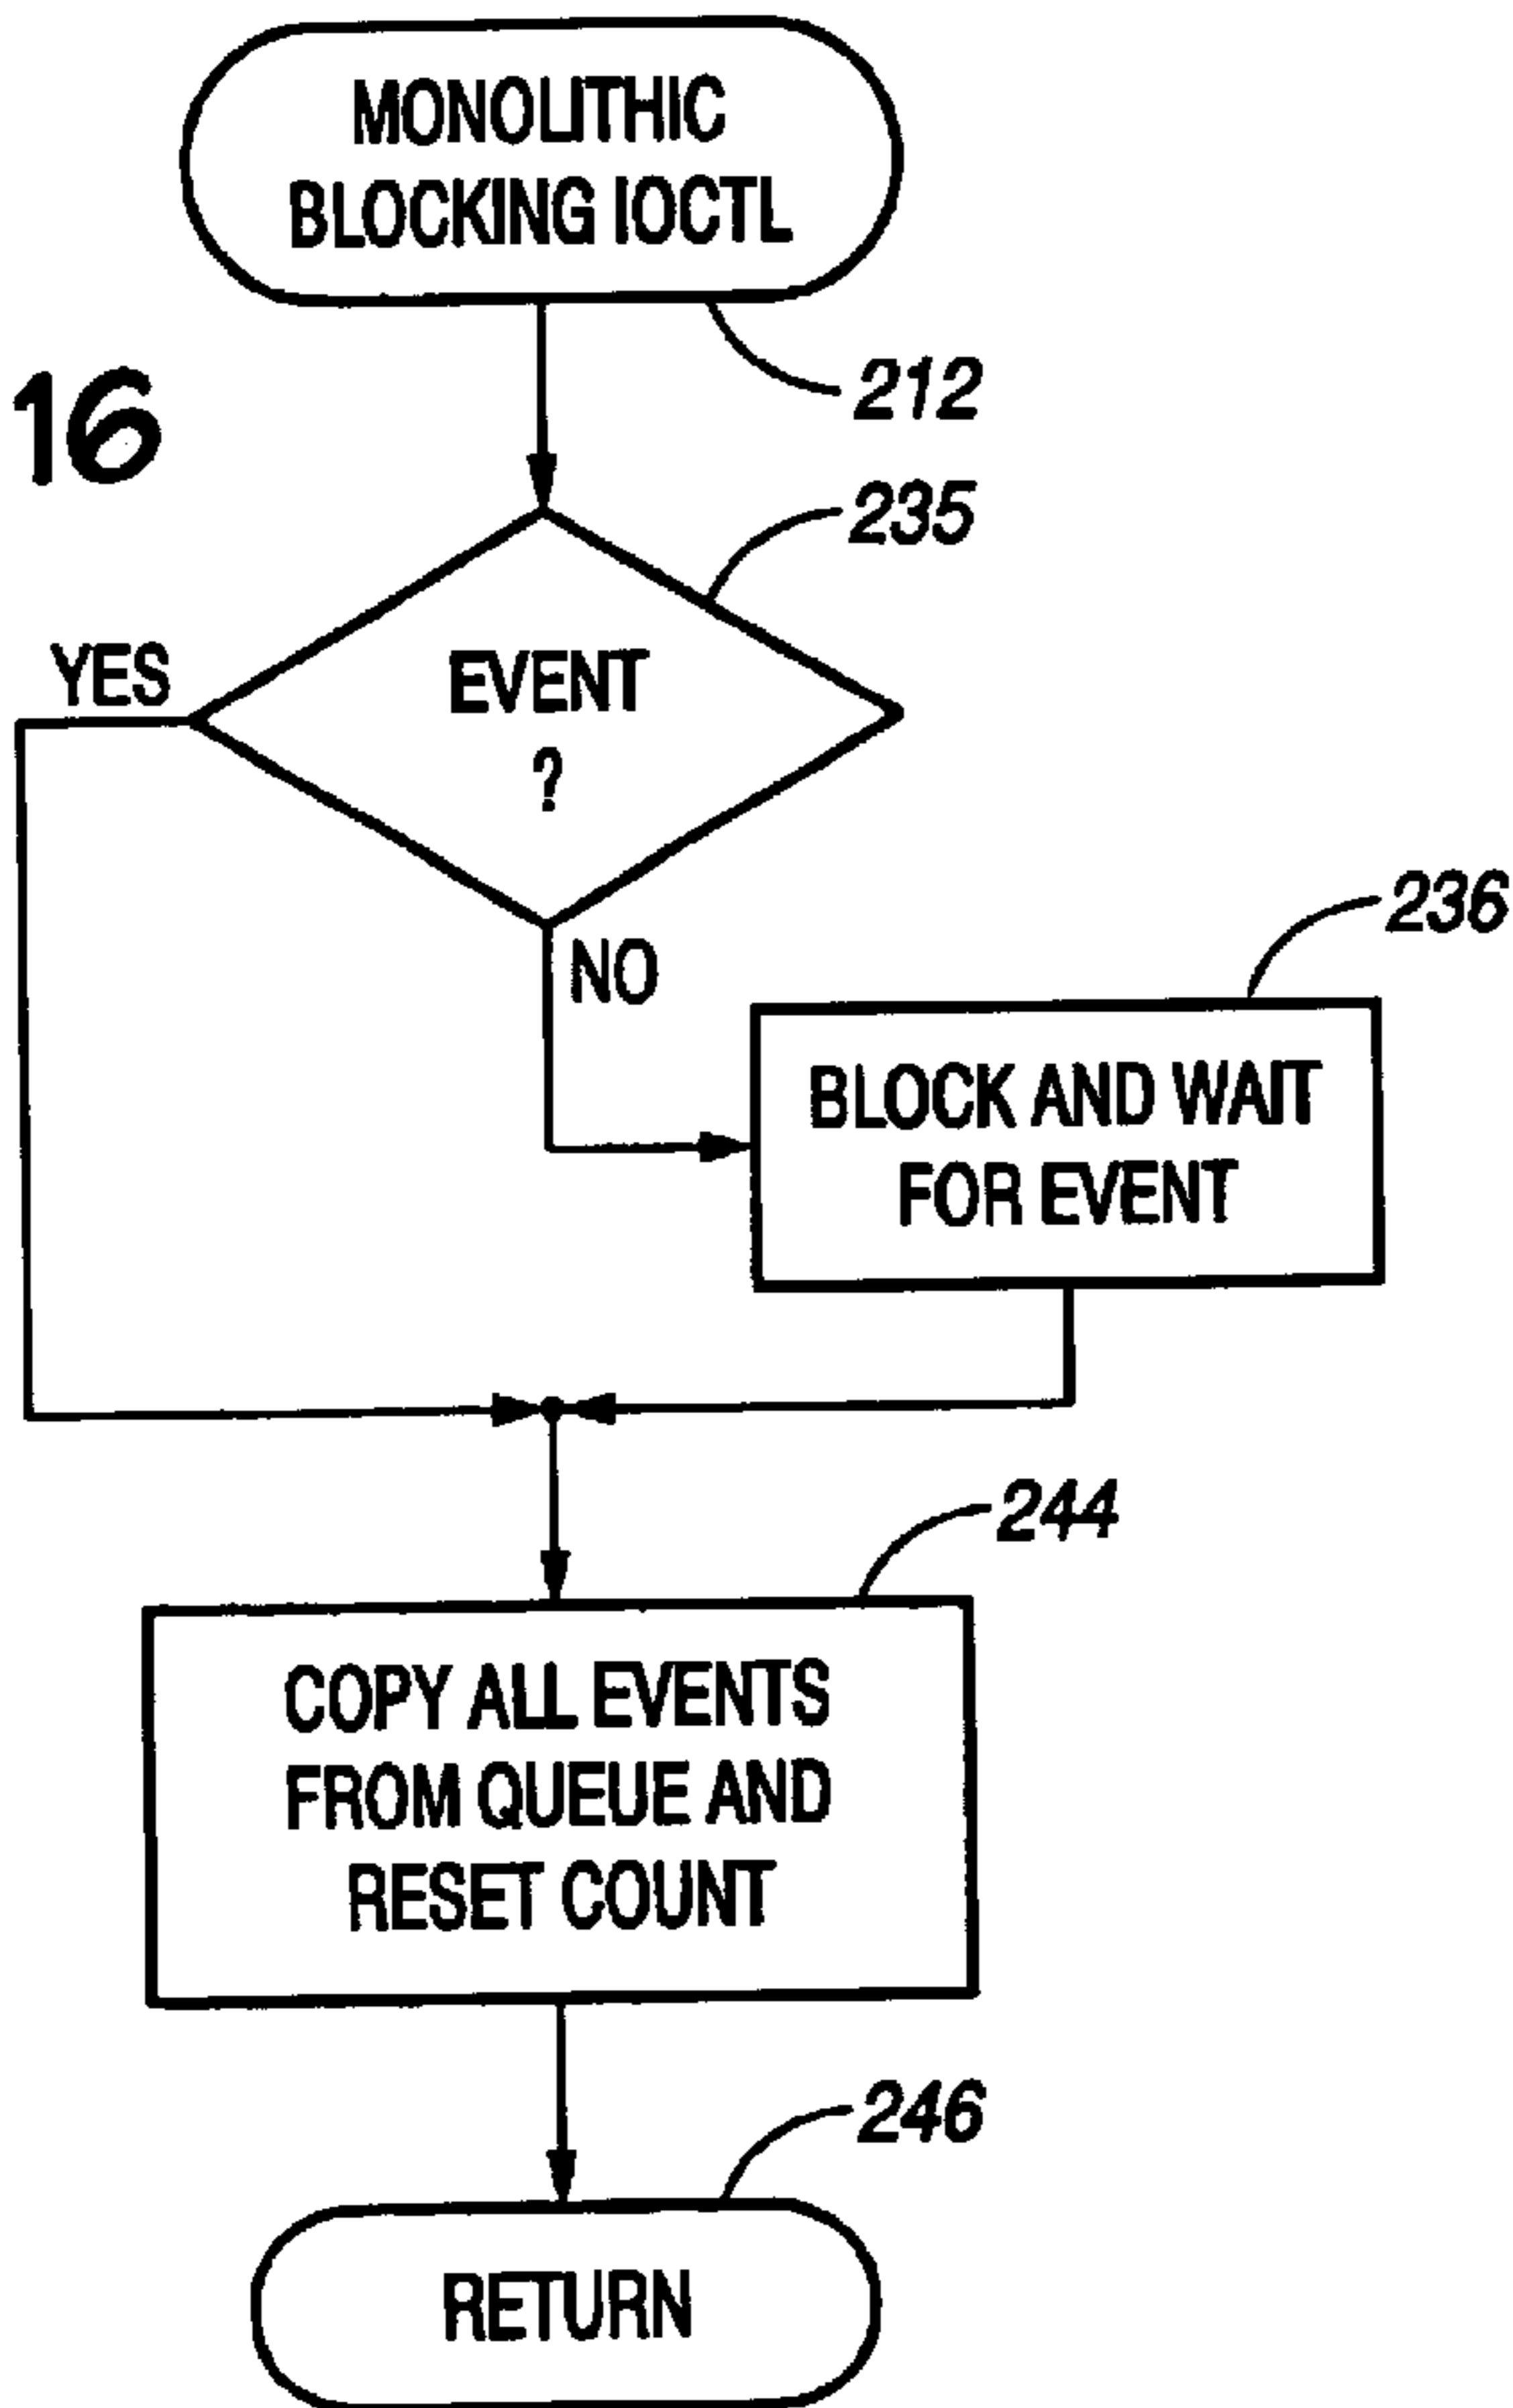 MONOLITHIC
BLOCKING IOCTL
212
16
235
YES
EVENT
?
NO
236
BLOCK AND WAIT
FOR EVENT
244
COPY ALL EVENTS
FROM QUEUE AND
RESET COUNT
246
RETURN